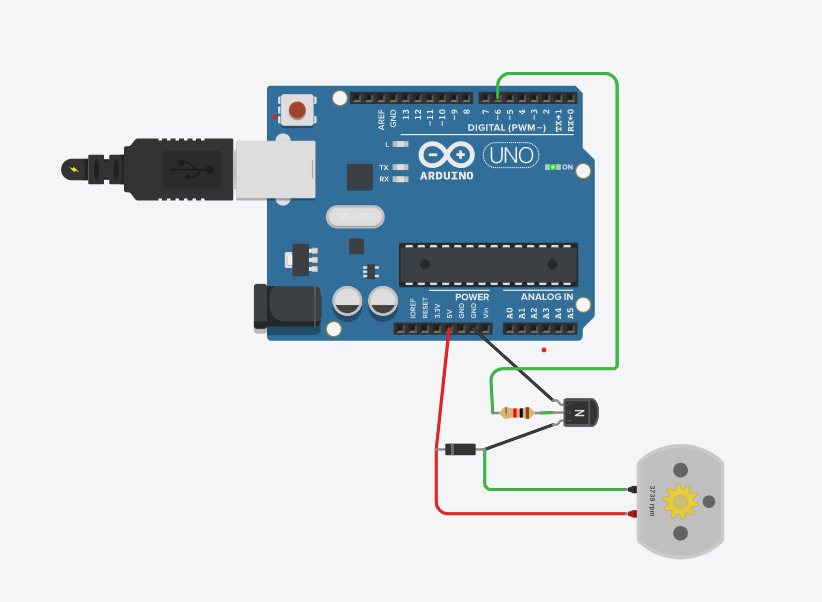 AREF
GND
13
12
~11
~10
~9
8
7
~6
~5
4
~3
2
TX→1
RX←0
DIGITAL (PWM~)
L
TX
RX
ARDUINO
UNO
ON
POWER
ANALOG IN
IOREF
RESET
3.3V
5V
GND
GND
Vin
A0
A1
A2
A3
A4
A5
N
3739 rpm